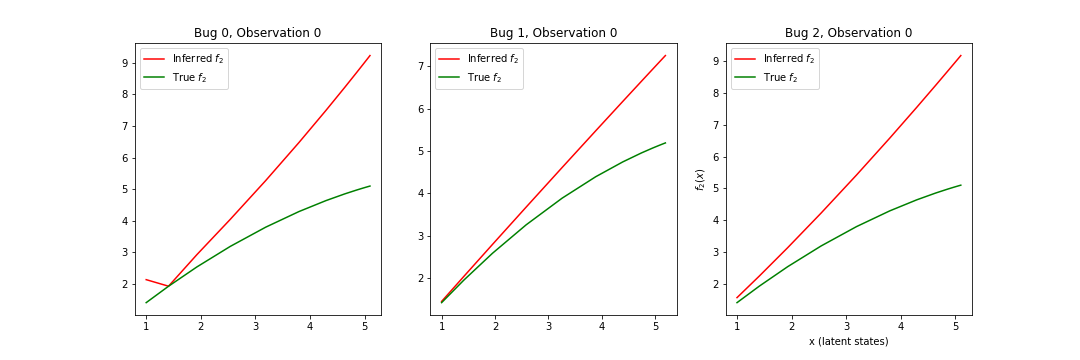 Bug 0, Observation 0
Inferred f₂
True f₂
9
8
7
6
5
4
3
2
1 2 3 4 5
Bug 1, Observation 0
Inferred f₂
True f₂
7
6
5
4
3
2
1 2 3 4 5
Bug 2, Observation 0
Inferred f₂
True f₂
f₂(x)
9
8
7
6
5
4
3
2
1 2 3 4 5
x (latent states)